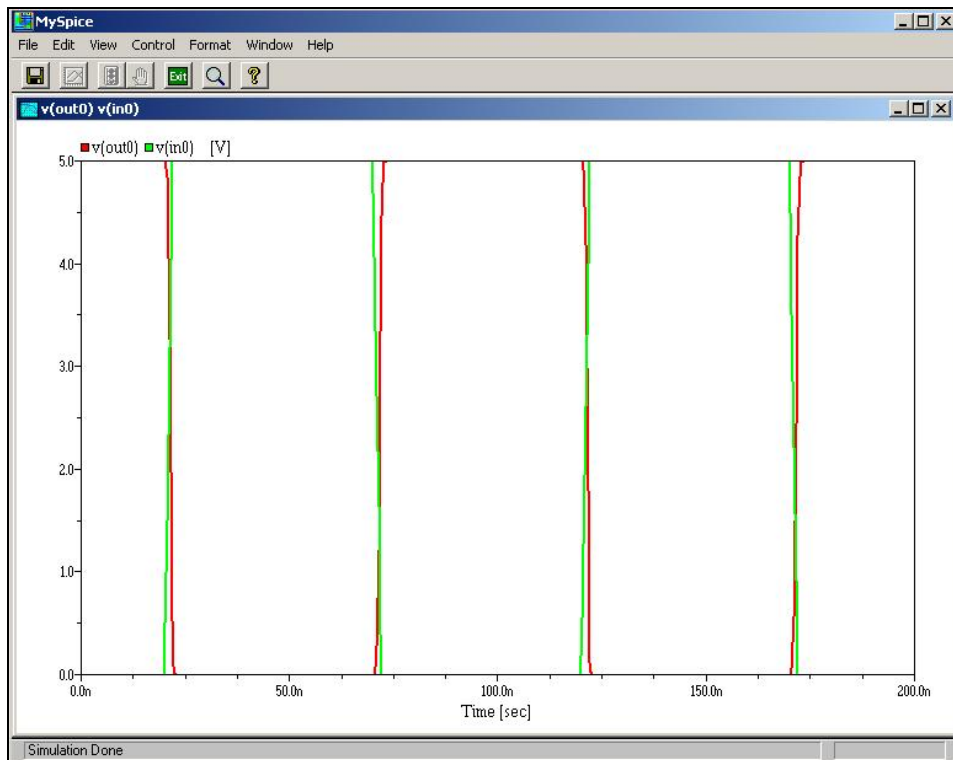 MySpice
File Edit View Control Format Window Help
Exit
v(out0) v(in0)
v(out0) v(in0) [V]
5.0
4.0
3.0
2.0
1.0
0.0
0.0n 50.0n 100.0n 150.0n 200.0n
Time [sec]
Simulation Done